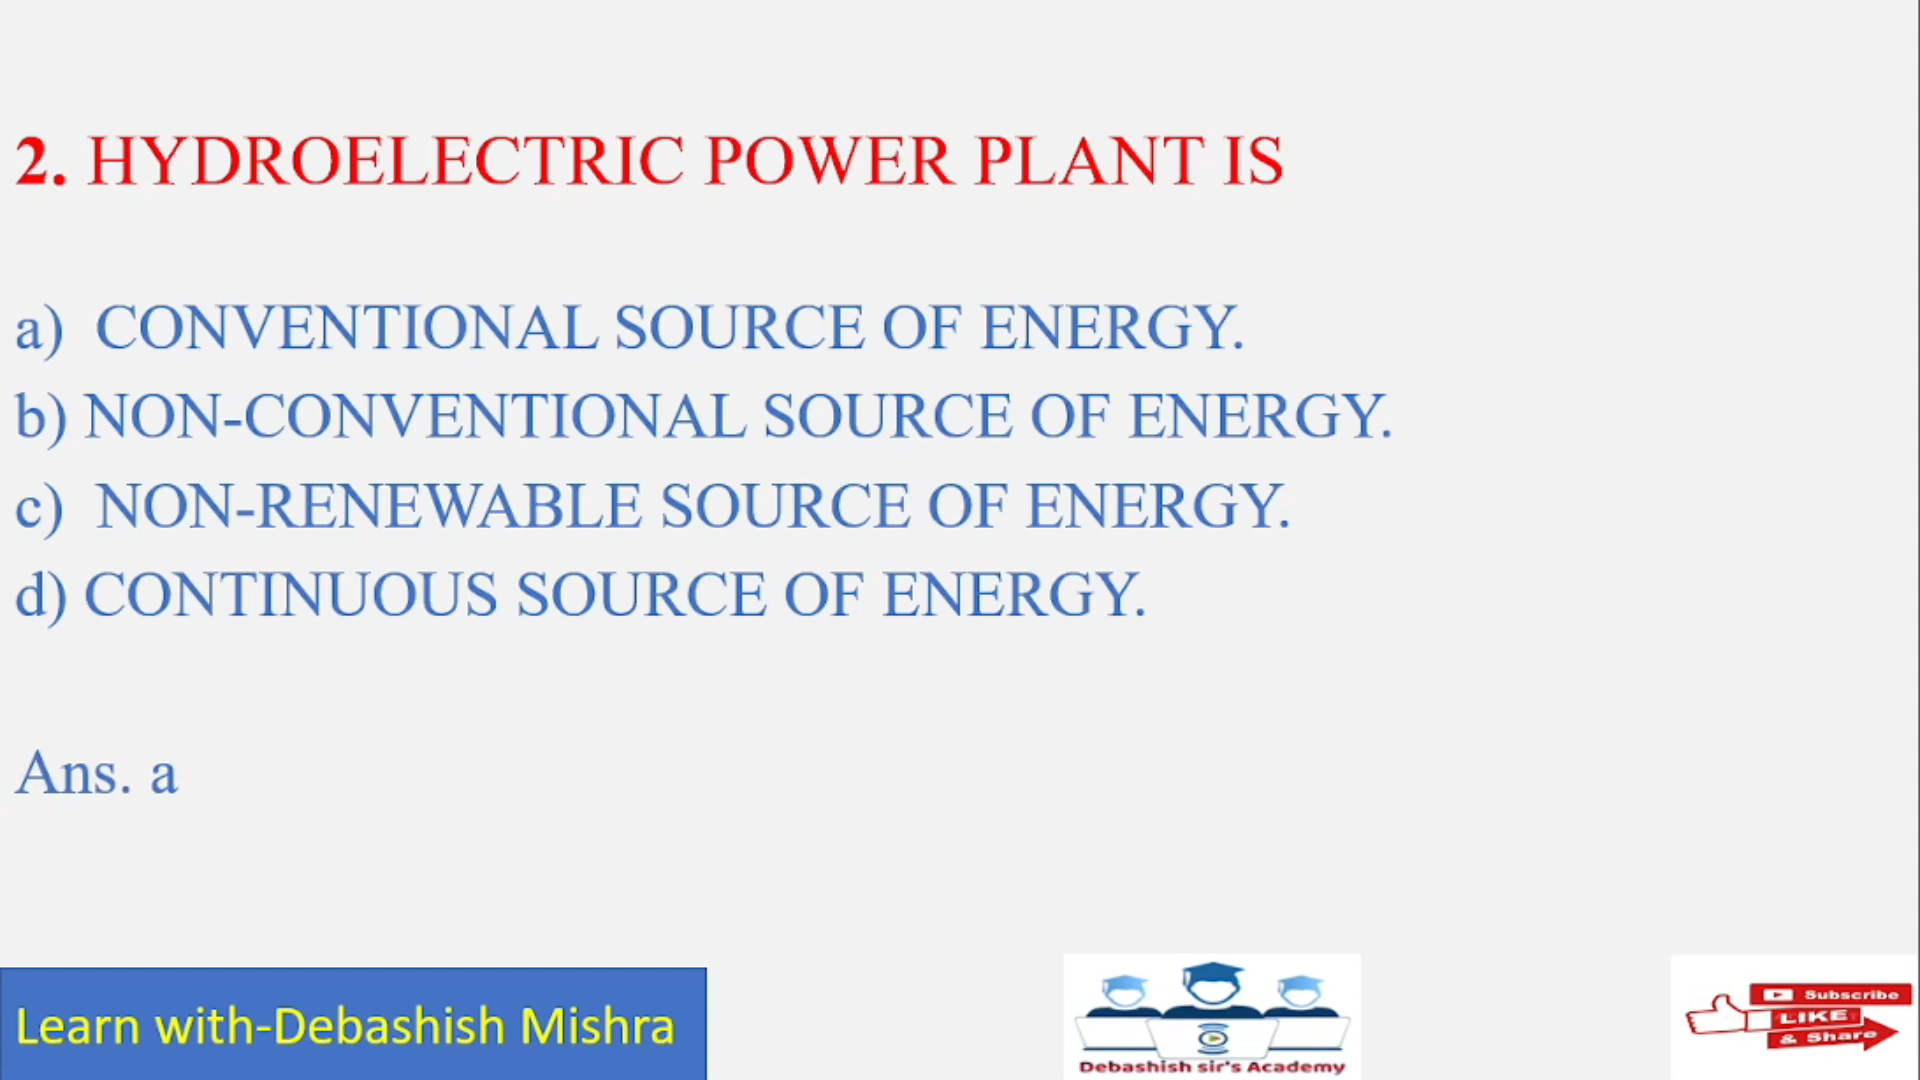 2. HYDROELECTRIC POWER PLANT IS
a) CONVENTIONAL SOURCE OF ENERGY.
b) NON-CONVENTIONAL SOURCE OF ENERGY.
c) NON-RENEWABLE SOURCE OF ENERGY.
d) CONTINUOUS SOURCE OF ENERGY.
Ans. a
Learn with-Debashish Mishra
Debashish sir's Academy
Subscribe
LIKE
& Share